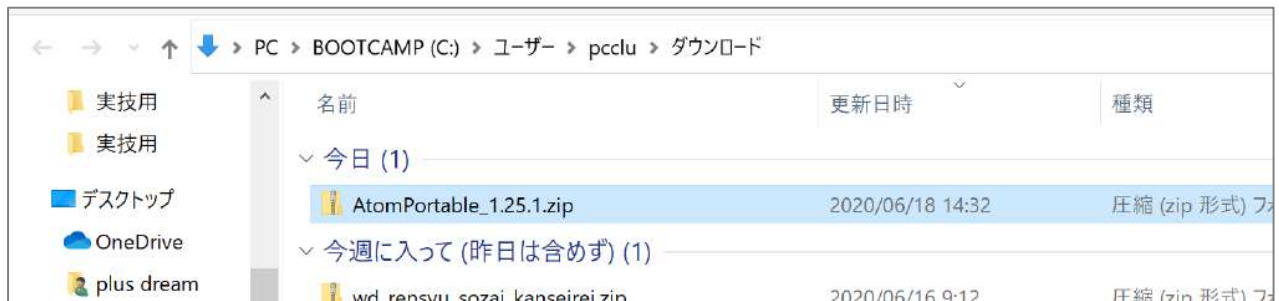 PC > BOOTCAMP (C:) > ユーザー > pcclu > ダウンロード
実技用
実技用
デスクトップ
OneDrive
plus dream
名前 更新日時 種類
今日 (1)
AtomPortable_1.25.1.zip 2020/06/18 14:32 圧縮 (zip 形式) フ
今週に入って (昨日は含めず) (1)
wd_rensyu_sozai_kanseirei.zip 2020/06/16 9:12 圧縮 (zip 形式) フ